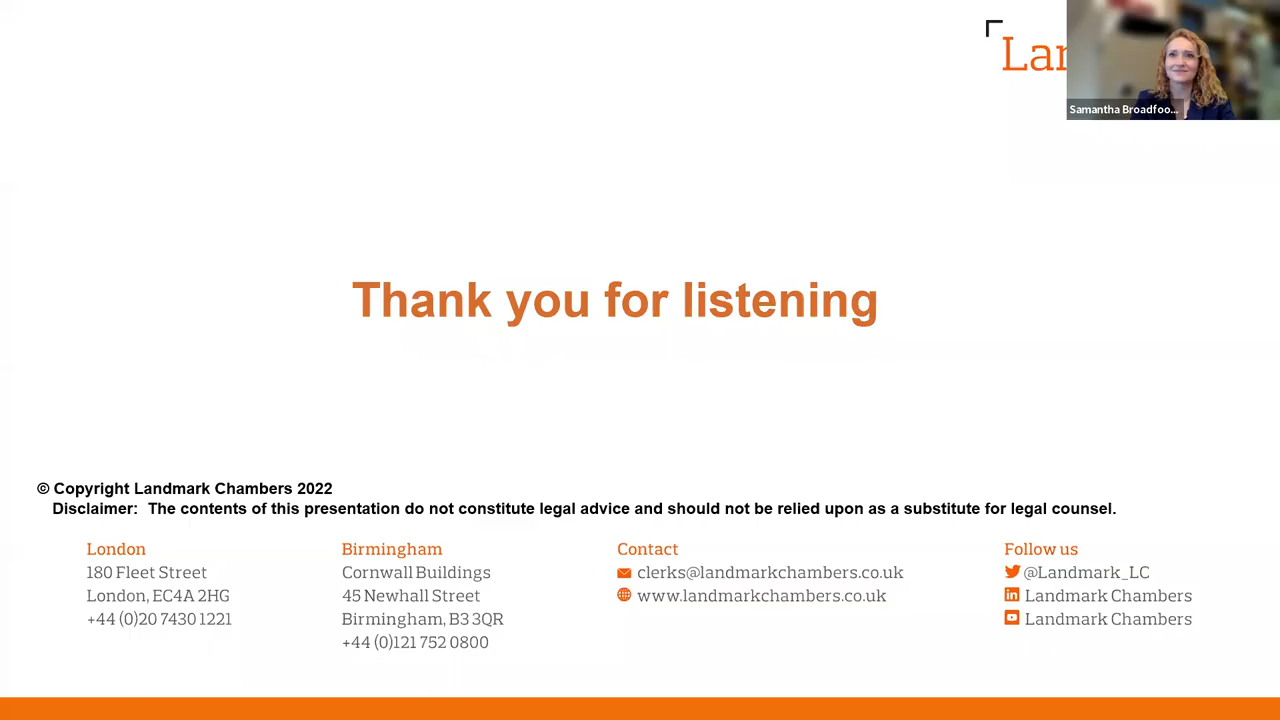 Lan
Samantha Broadfoo...
Thank you for listening
© Copyright Landmark Chambers 2022
Disclaimer: The contents of this presentation do not constitute legal advice and should not be relied upon as a substitute for legal counsel.
London
180 Fleet Street
London, EC4A 2HG
+44 (0)20 7430 1221
Birmingham
Cornwall Buildings
45 Newhall Street
Birmingham, B3 3QR
+44 (0)121 752 0800
Contact
clerks@landmarkchambers.co.uk
www.landmarkchambers.co.uk
Follow us
@Landmark_LC
Landmark Chambers
Landmark Chambers